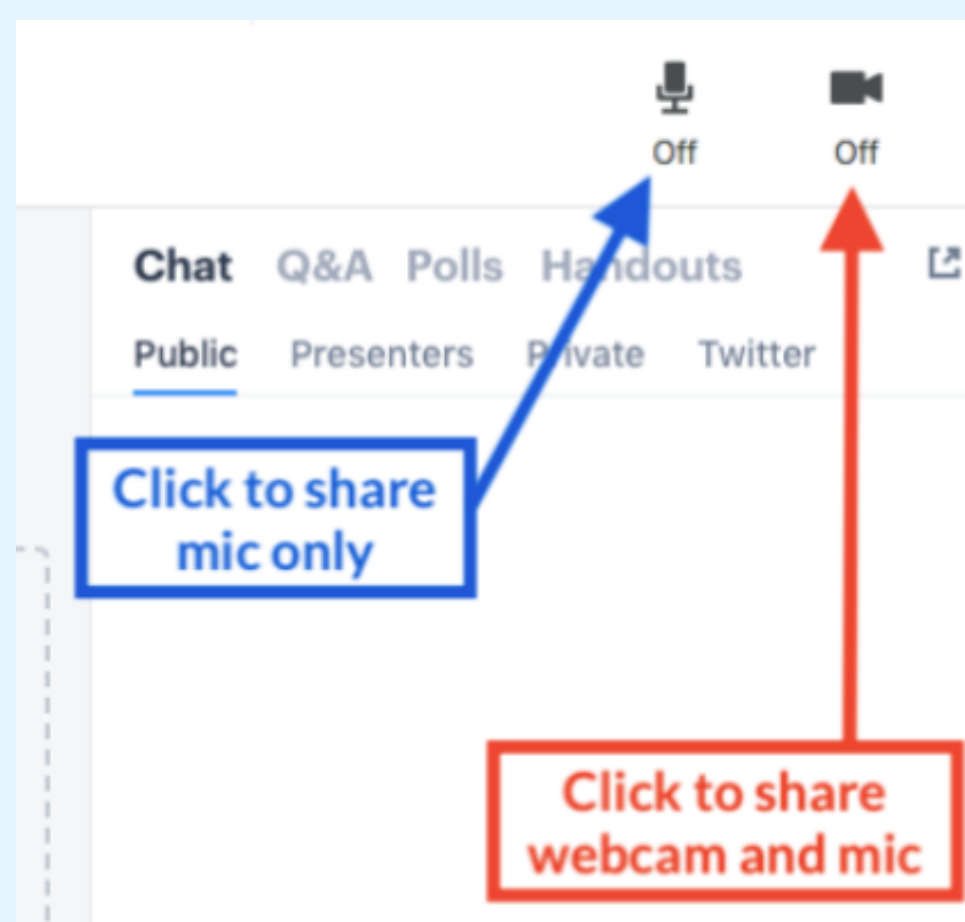 Off Off
Chat Q&A Polls Handouts
Public Presenters Private Twitter
Click to share
mic only
Click to share
webcam and mic